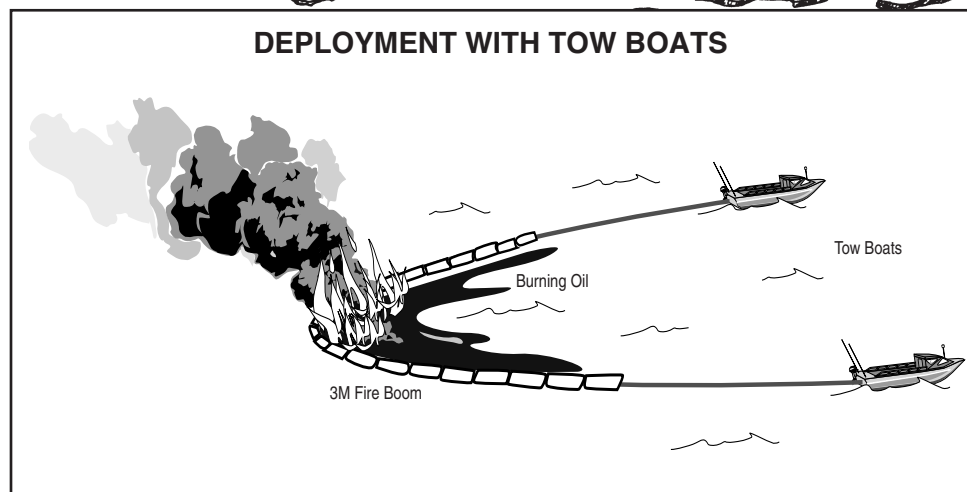 DEPLOYMENT WITH TOW BOATS
Tow Boats
Burning Oil
3M Fire Boom